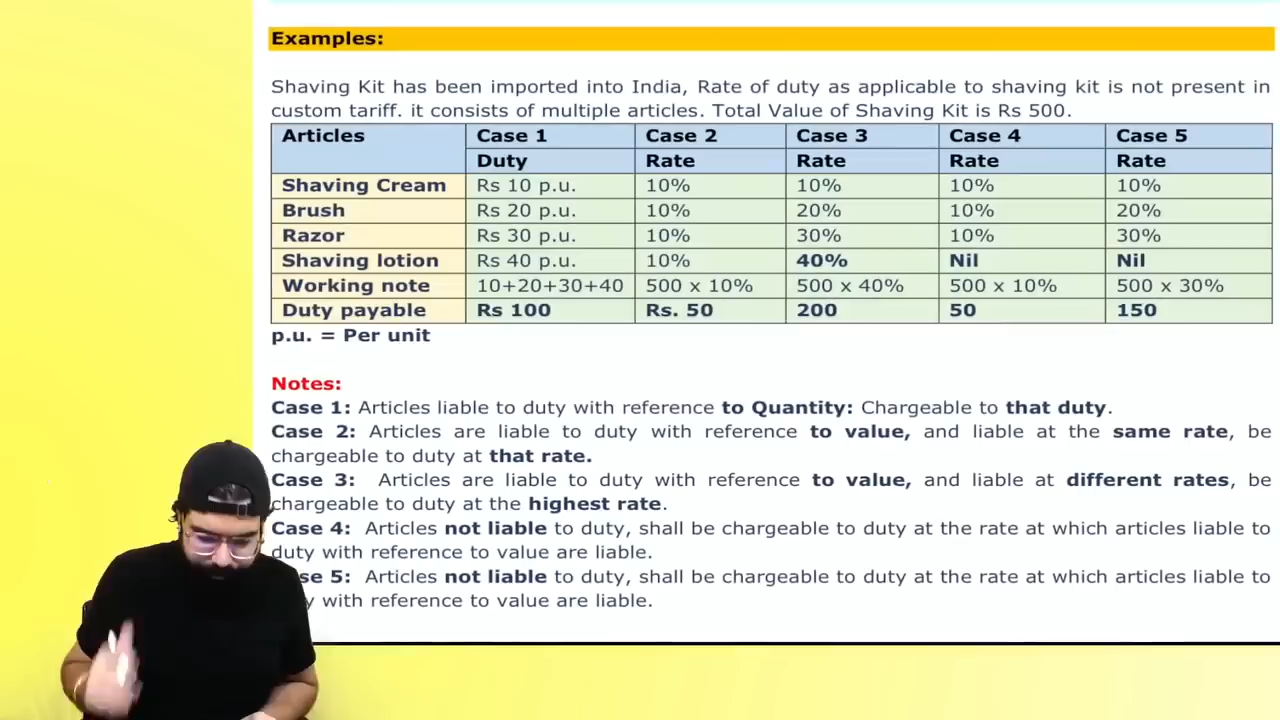 Examples:
Shaving Kit has been imported into India, Rate of duty as applicable to shaving kit is not present in
custom tariff. it consists of multiple articles. Total Value of Shaving Kit is Rs 500.
Articles Case 1 Case 2 Case 3 Case 4 Case 5
Duty Rate Rate Rate Rate
Shaving Cream Rs 10 p.u. 10% 10% 10% 10%
Brush Rs 20 p.u. 10% 20% 10% 20%
Razor Rs 30 p.u. 10% 30% 10% 30%
Shaving lotion Rs 40 p.u. 10% 40% Nil Nil
Working note 10+20+30+40 500 x 10% 500 x 40% 500 x 10% 500 x 30%
Duty payable Rs 100 Rs. 50 200 50 150
p.u. = Per unit
Notes:
Case 1: Articles liable to duty with reference to Quantity: Chargeable to that duty.
Case 2: Articles are liable to duty with reference to value, and liable at the same rate, be
chargeable to duty at that rate.
Case 3: Articles are liable to duty with reference to value, and liable at different rates, be
chargeable to duty at the highest rate.
Case 4: Articles not liable to duty, shall be chargeable to duty at the rate at which articles liable to
duty with reference to value are liable.
se 5: Articles not liable to duty, shall be chargeable to duty at the rate at which articles liable to
y with reference to value are liable.